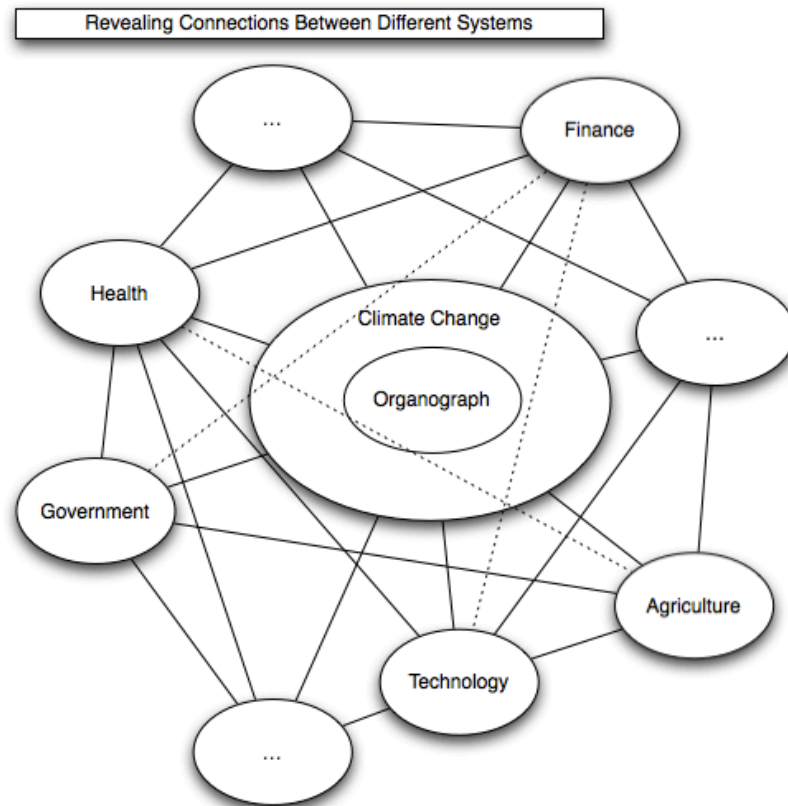 Revealing Connections Between Different Systems
...
Finance
Health
Climate Change
...
Organograph
Government
Agriculture
Technology
...